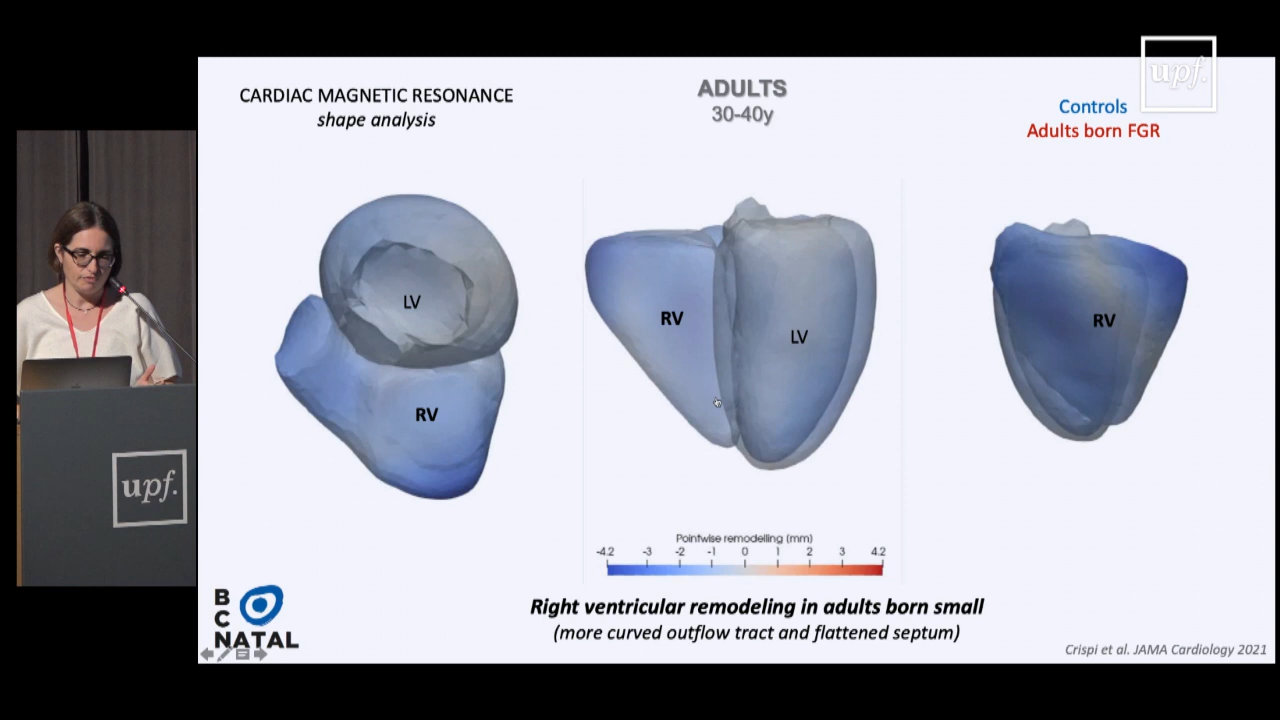 upf.
CARDIAC MAGNETIC RESONANCE
shape analysis
ADULTS
30-40y
Controls
Adults born FGR
LV
RV
RV
LV
RV
upf.
Pointwise remodelling (mm)
-4.2 -3 -2 -1 0 1 2 3 4.2
Right ventricular remodeling in adults born small
(more curved outflow tract and flattened septum)
B
C
NATAL
Crispi et al. JAMA Cardiology 2021